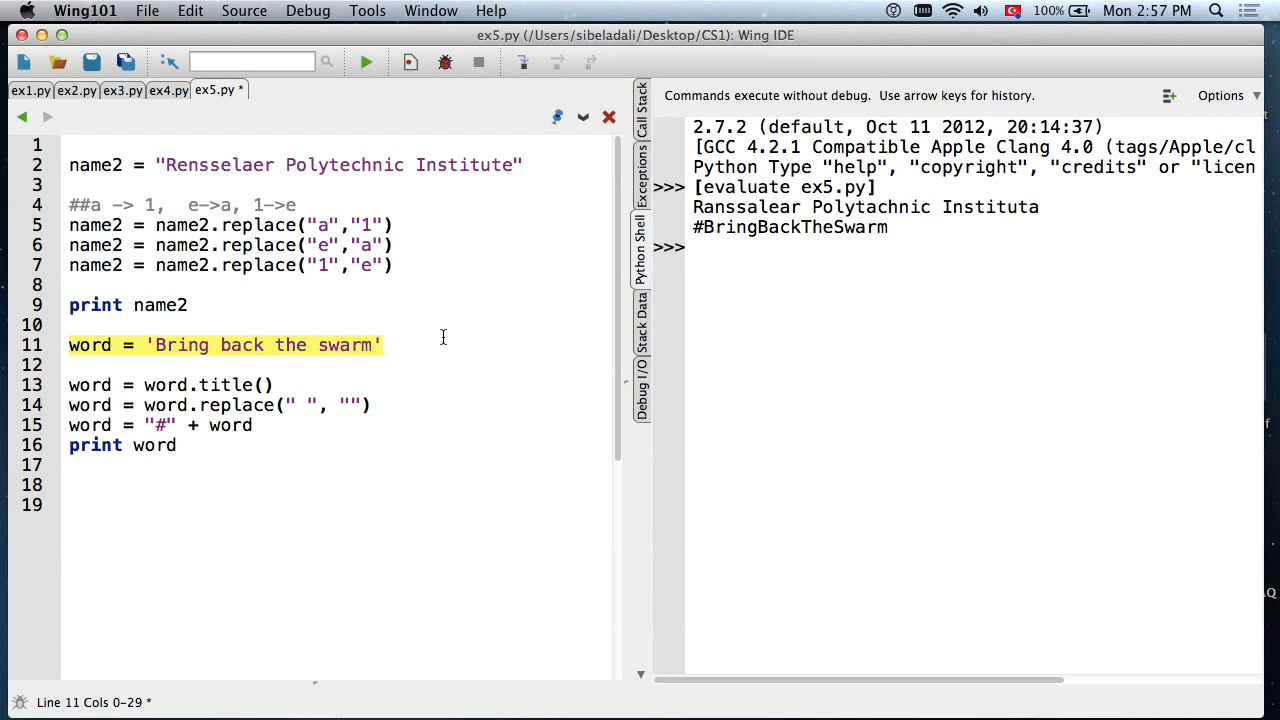 Wing101 File Edit Source Debug Tools Window Help 100% Mon 2:57 PM
ex5.py (/Users/sibeladali/Desktop/CS1): Wing IDE
ex1.py ex2.py ex3.py ex4.py ex5.py *
1
2 name2 = "Rensselaer Polytechnic Institute"
3
4 ##a -> 1, e->a, 1->e
5 name2 = name2.replace("a","1")
6 name2 = name2.replace("e","a")
7 name2 = name2.replace("1","e")
8
9 print name2
10
11 word = 'Bring back the swarm'
12
13 word = word.title()
14 word = word.replace(" ", "")
15 word = "#" + word
16 print word
17
18
19
Line 11 Cols 0-29 *
Call Stack
Exceptions
Python Shell
Stack Data
Debug I/O
Commands execute without debug. Use arrow keys for history.
Options
2.7.2 (default, Oct 11 2012, 20:14:37)
[GCC 4.2.1 Compatible Apple Clang 4.0 (tags/Apple/cl
Python Type "help", "copyright", "credits" or "licen
>>> [evaluate ex5.py]
Ranssalear Polytachnic Instituta
#BringBackTheSwarm
>>>